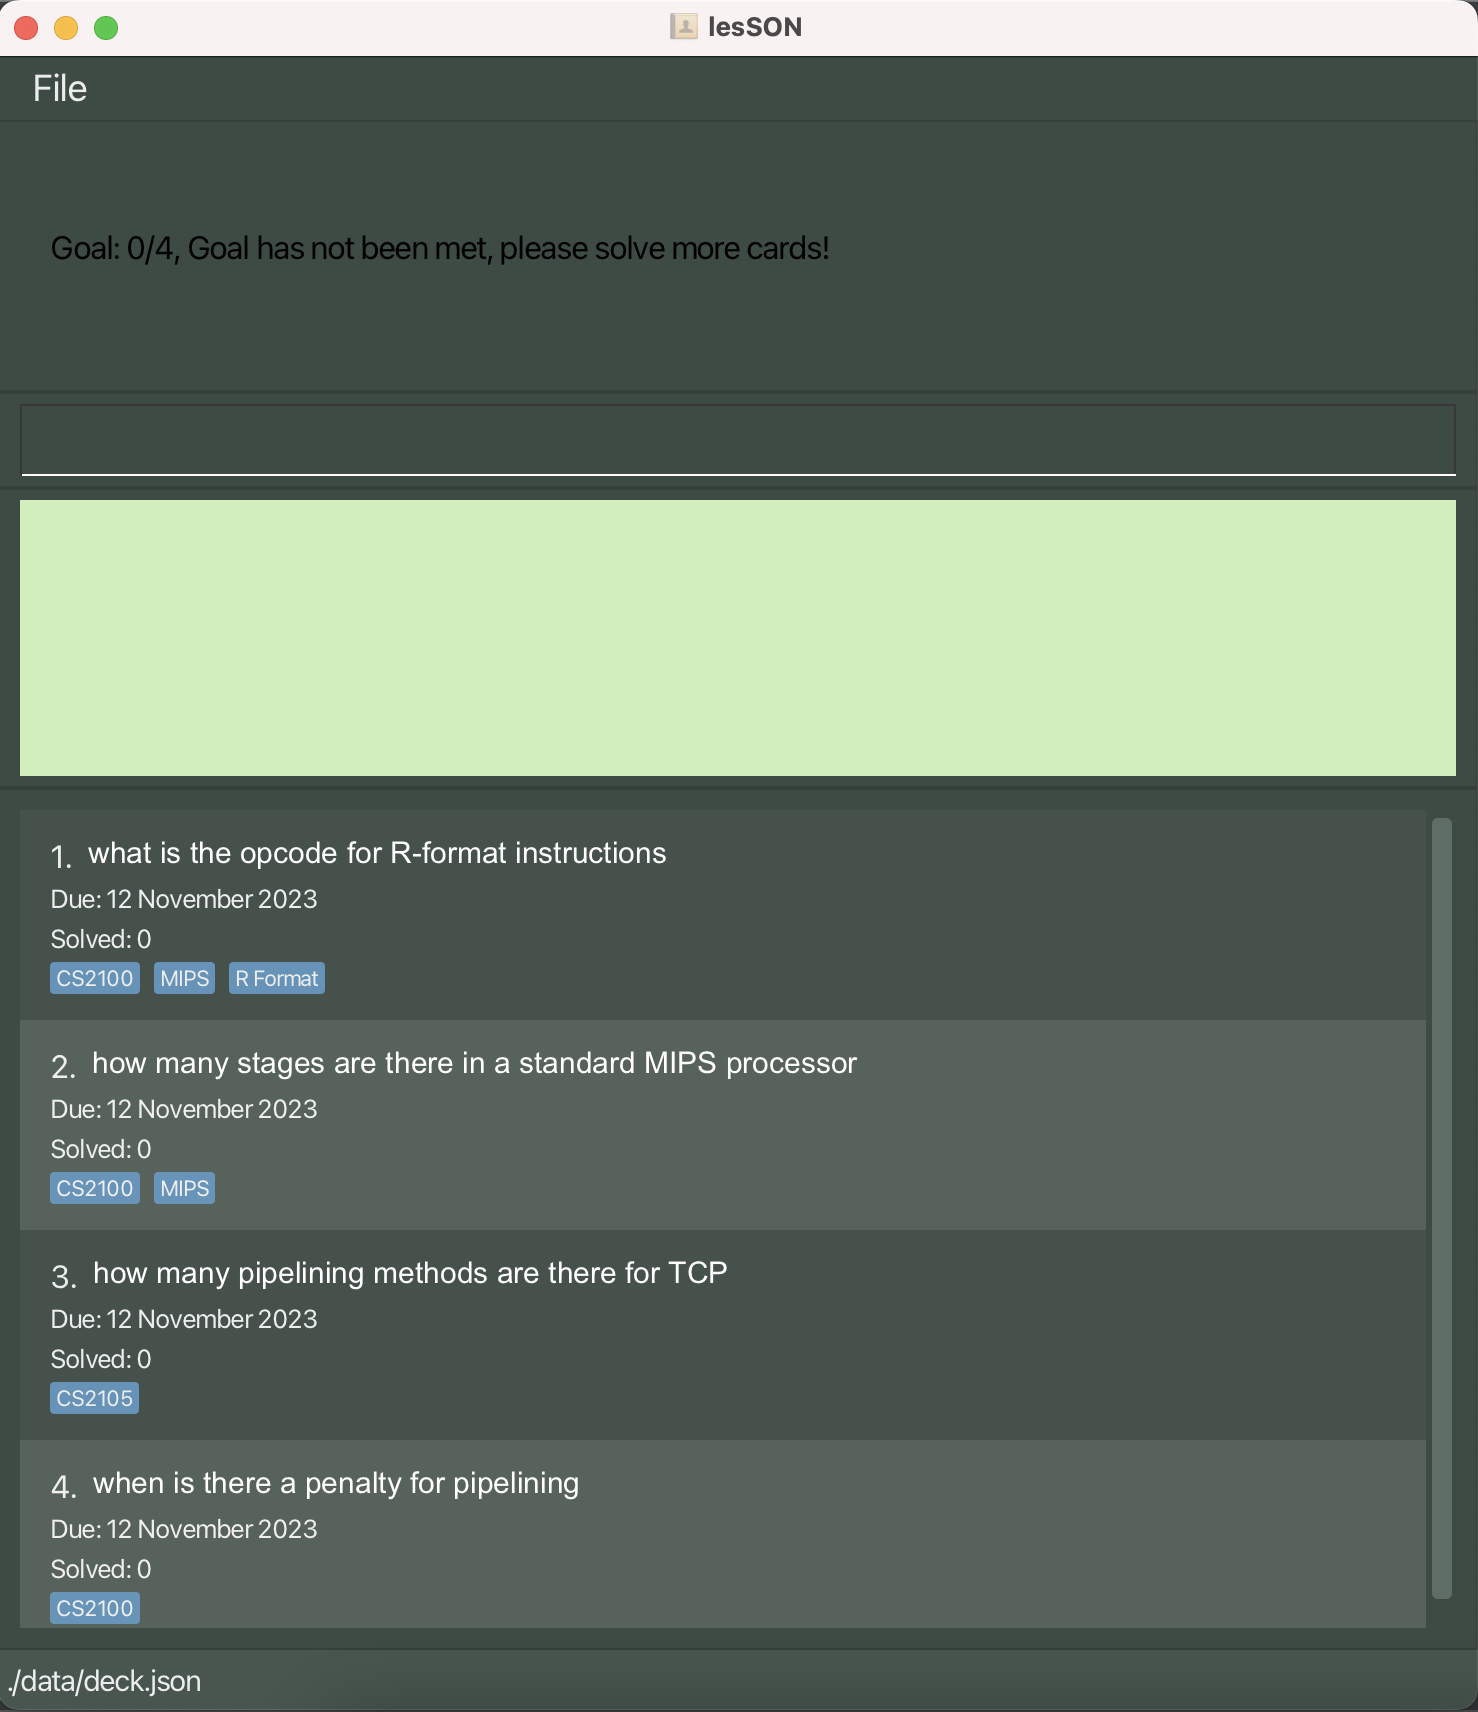 lesSON
File
Goal: 0/4, Goal has not been met, please solve more cards!
1. what is the opcode for R-format instructions
Due: 12 November 2023
Solved: 0
CS2100 MIPS R Format
2. how many stages are there in a standard MIPS processor
Due: 12 November 2023
Solved: 0
CS2100 MIPS
3. how many pipelining methods are there for TCP
Due: 12 November 2023
Solved: 0
CS2105
4. when is there a penalty for pipelining
Due: 12 November 2023
Solved: 0
CS2100
./data/deck.json